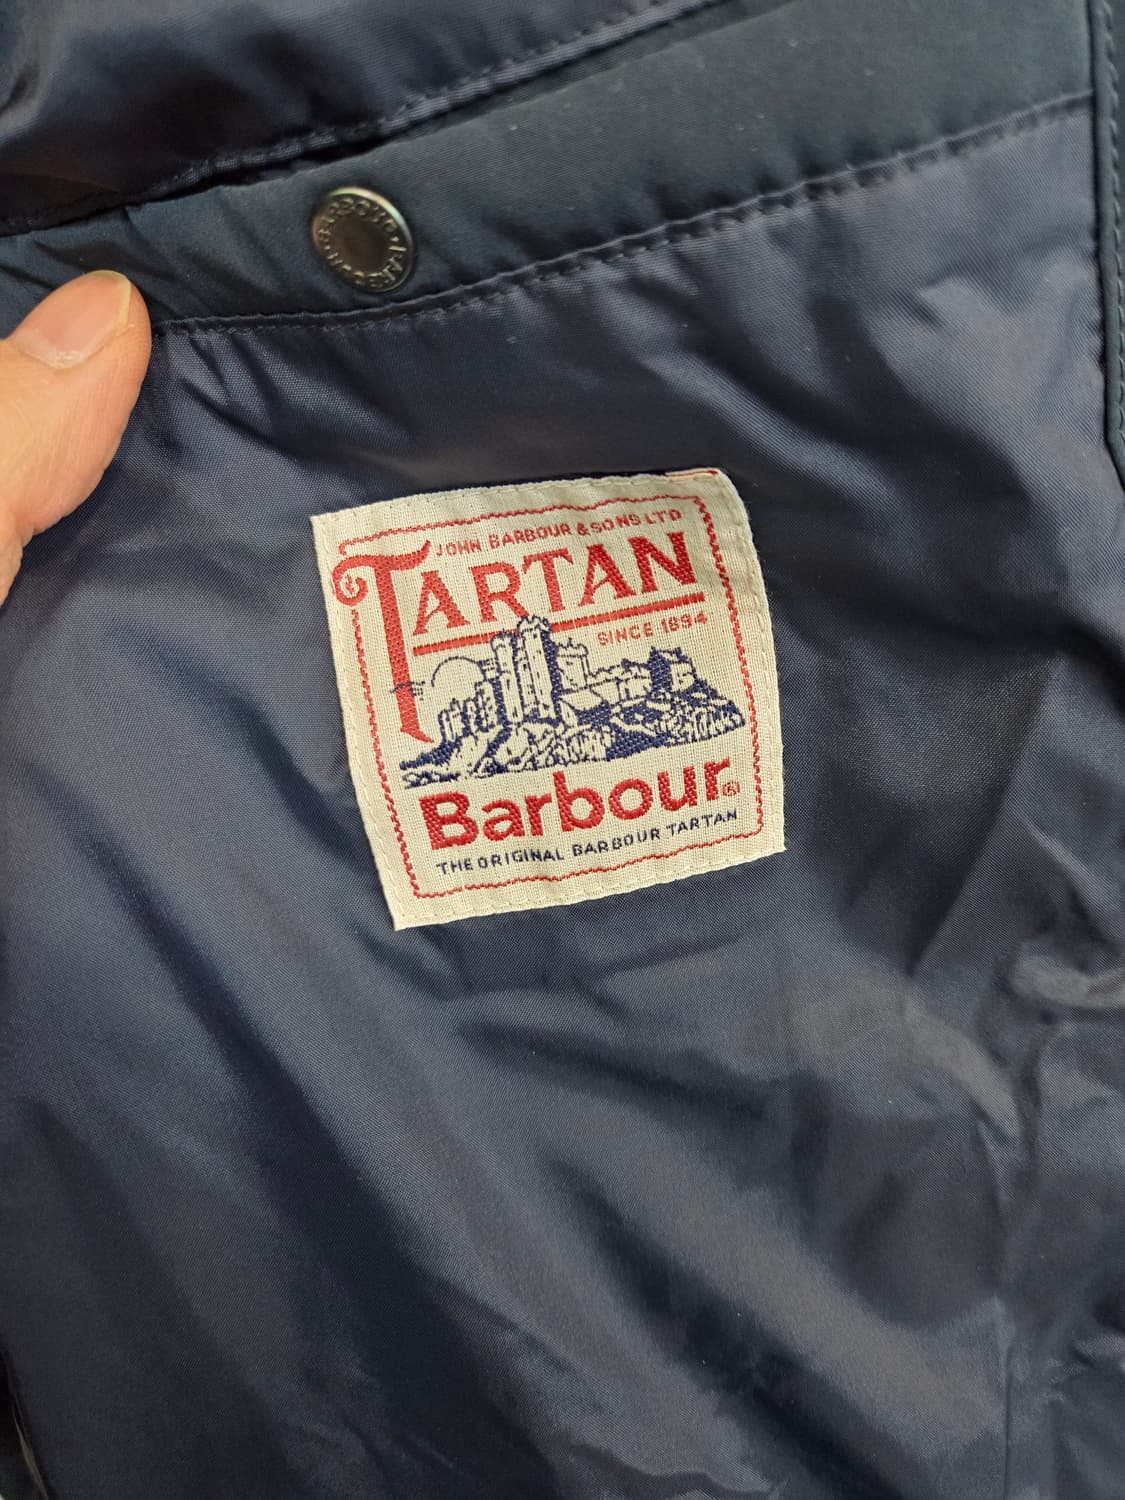 JOHN BARBOUR & SONS LTD
TARTAN
SINCE 1894
Barbour®
THE ORIGINAL BARBOUR TARTAN